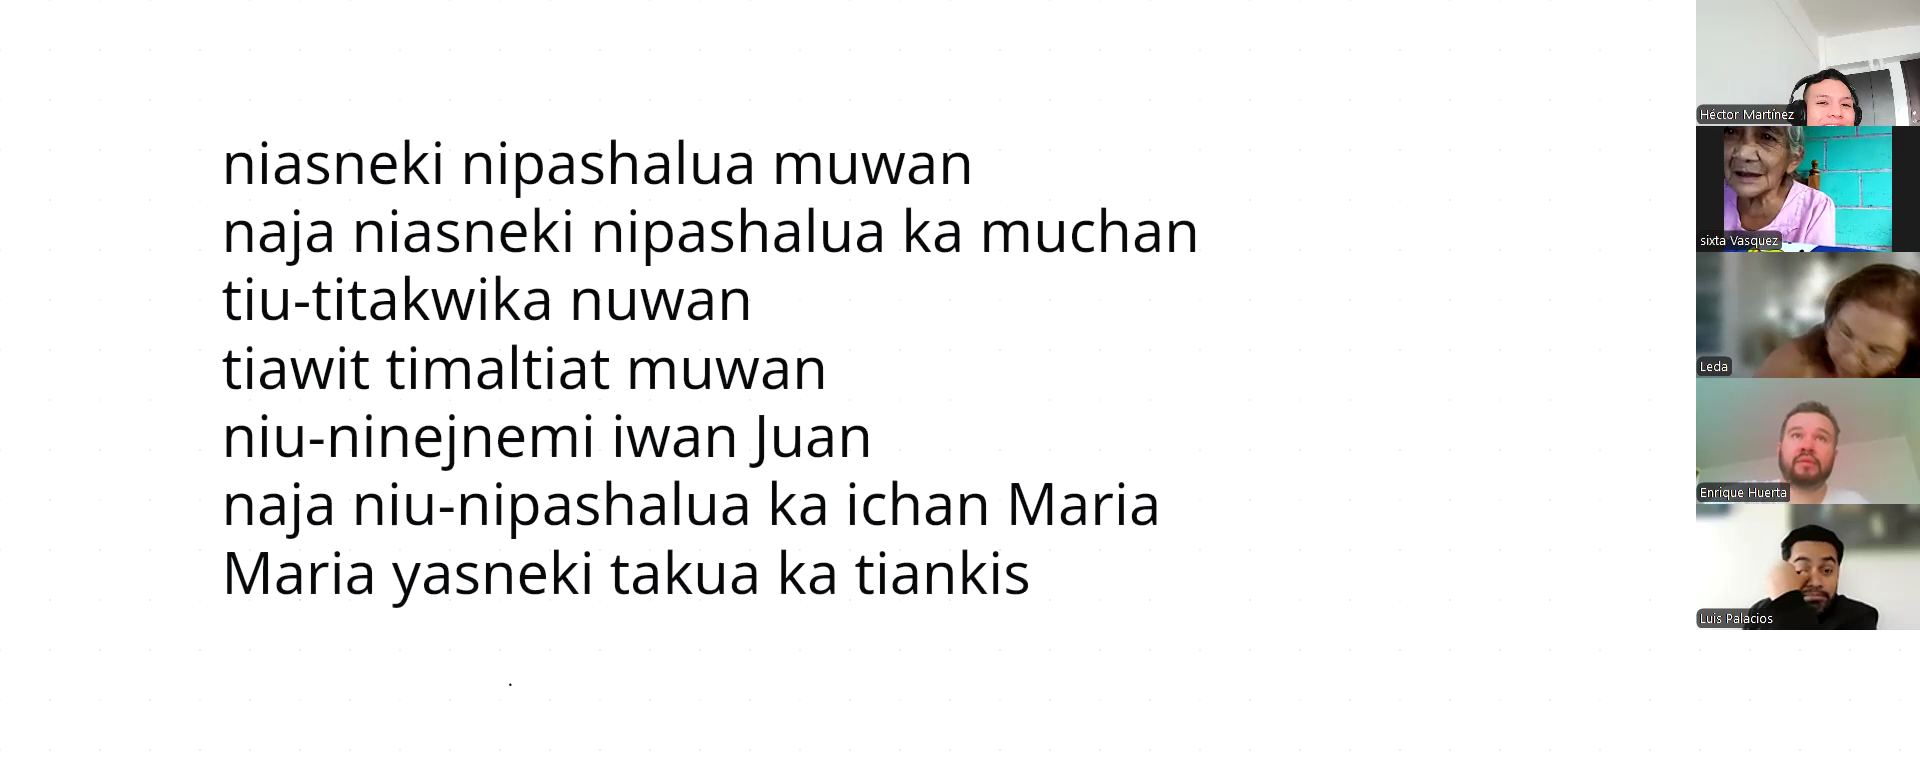 niasneki nipashalua muwan
naja niasneki nipashalua ka muchan
tiu-titakwika nuwan
tiawit timaltiat muwan
niu-ninejnemi iwan Juan
naja niu-nipashalua ka ichan Maria
Maria yasneki takua ka tiankis
Héctor Martínez
sixta Vasquez
Leda
Enrique Huerta
Luis Palacios